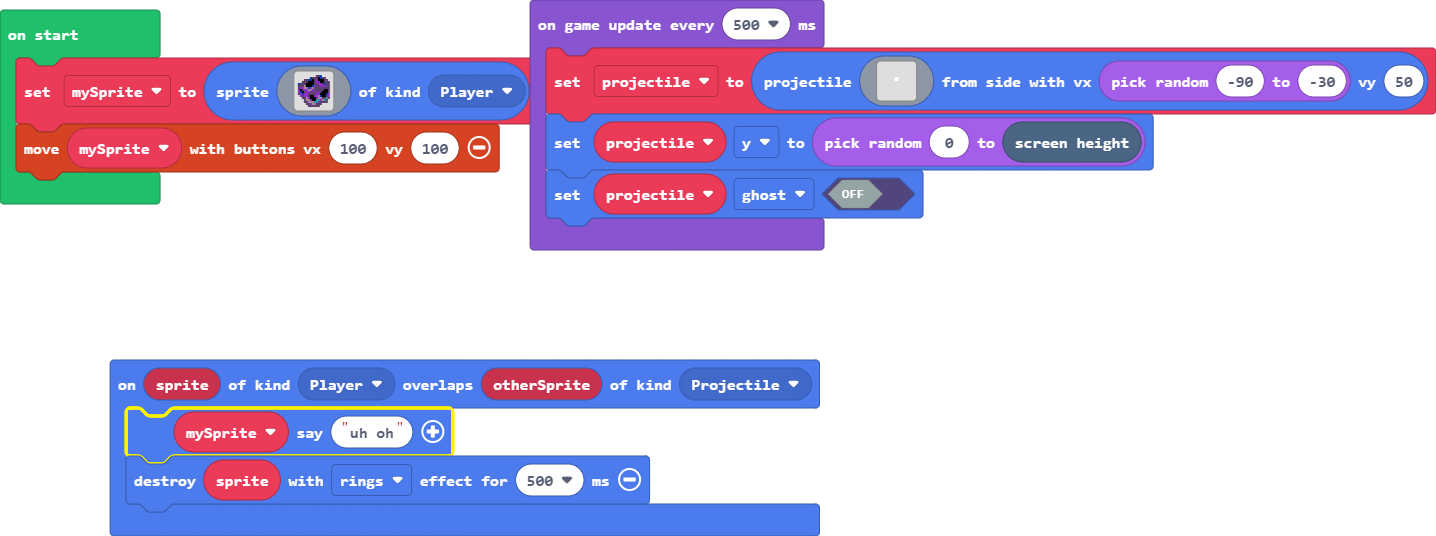 on start
set mySprite to sprite of kind Player
move mySprite with buttons vx 100 vy 100
on game update every 500 ms
set projectile to projectile from side with vx pick random -90 to -30 vy 50
set projectile y to pick random 0 to screen height
set projectile ghost OFF
on sprite of kind Player overlaps otherSprite of kind Projectile
mySprite say "uh oh"
destroy sprite with rings effect for 500 ms